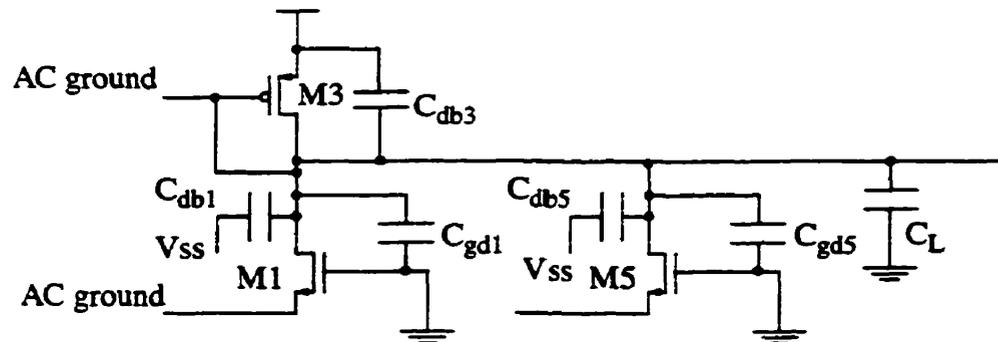 AC ground
M3
Cdb3
Cdb1
Vss
Cgd1
M1
AC ground
Cdb5
Vss
Cgd5
M5
CL